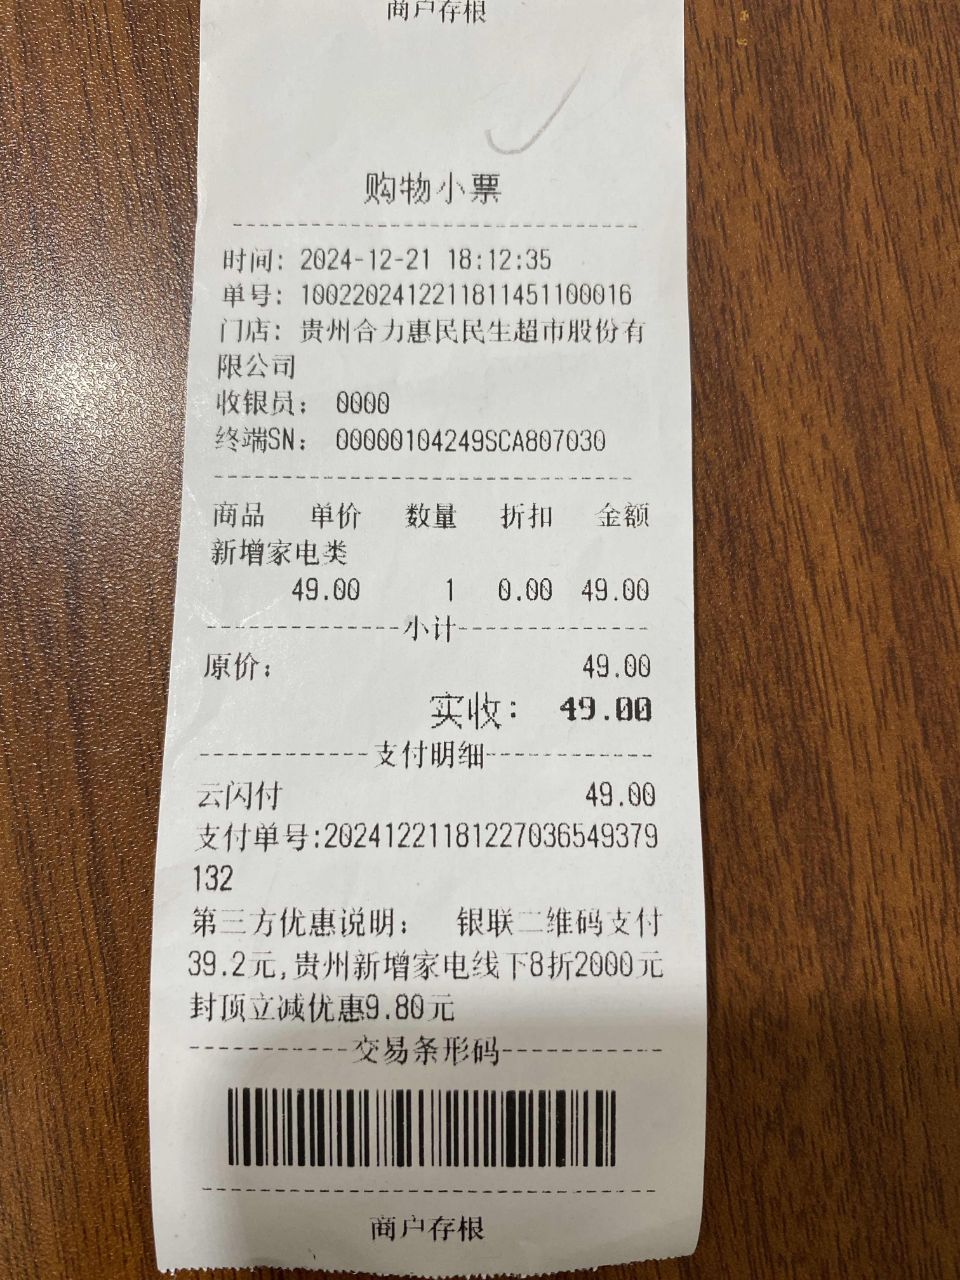 商户存根
购物小票
时间: 2024-12-21 18:12:35
单号: 1002202412211811451100016
门店: 贵州合力惠民民生超市股份有
限公司
收银员: 0000
终端SN: 00000104249SCA807030
商品 单价 数量 折扣 金额
新增家电类
49.00 1 0.00 49.00
小计
原价: 49.00
实收: 49.00
支付明细
云闪付 49.00
支付单号:20241221181227036549379
132
第三方优惠说明: 银联二维码支付
39.2元,贵州新增家电线下8折2000元
封顶立减优惠9.80元
交易条形码
商户存根